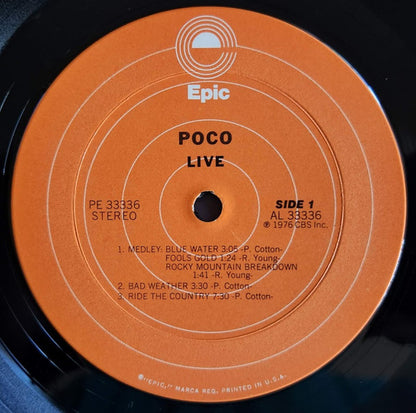 Epic
POCO
LIVE
PE 33336
STEREO
SIDE 1
AL 33336
℗ 1976 CBS Inc.
1. MEDLEY: BLUE WATER 3:05 -P. Cotton-
FOOLS GOLD 1:24 -R. Young-
ROCKY MOUNTAIN BREAKDOWN
1:41 -R. Young-
2. BAD WEATHER 3:30 -P. Cotton-
3. RIDE THE COUNTRY 7:30 -P. Cotton-
®"EPIC," MARCA REG. PRINTED IN U.S.A.